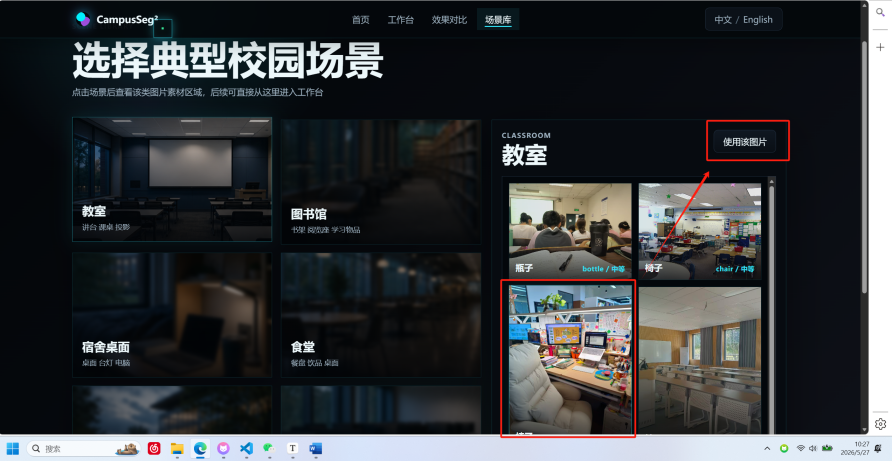 CampusSeg²
首页 工作台 效果对比 场景库 中文 / English
选择典型校园场景
点击场景后查看该类图片素材区域，后续可直接从这里进入工作台
教室
讲台 课桌 投影
图书馆
书架 阅览座 学习物品
宿舍桌面
桌面 台灯 电脑
食堂
餐盘 饮品 桌面
CLASSROOM
教室
使用该图片
瓶子 bottle / 中等
椅子 chair / 中等
搜索
10:27
2026/5/27